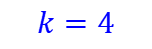 k = 4